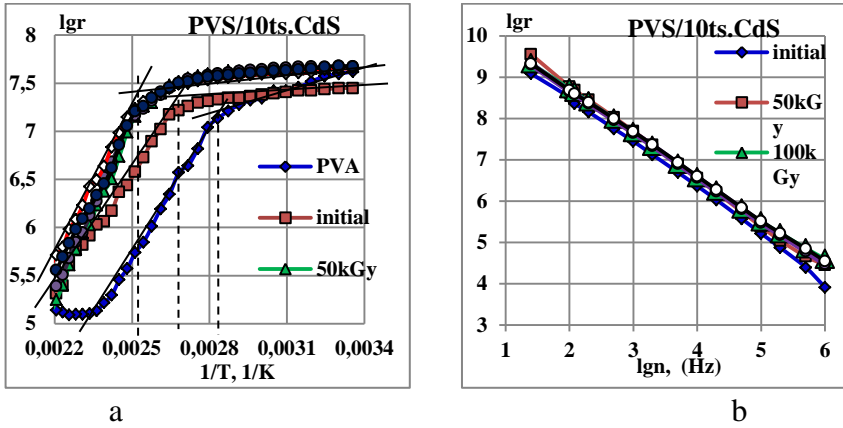 lgr PVS/10ts.CdS
8
7,5
7
6,5
6
5,5
5
PVA
initial
50kGy
0,0022 0,0025 0,0028 0,0031 0,0034
1/T, 1/K
a
lgr PVS/10ts.CdS
10
9
8
7
6
5
4
3
initial
50kG
y
100k
Gy
1 2 3 4 5 6
lgn, (Hz)
b